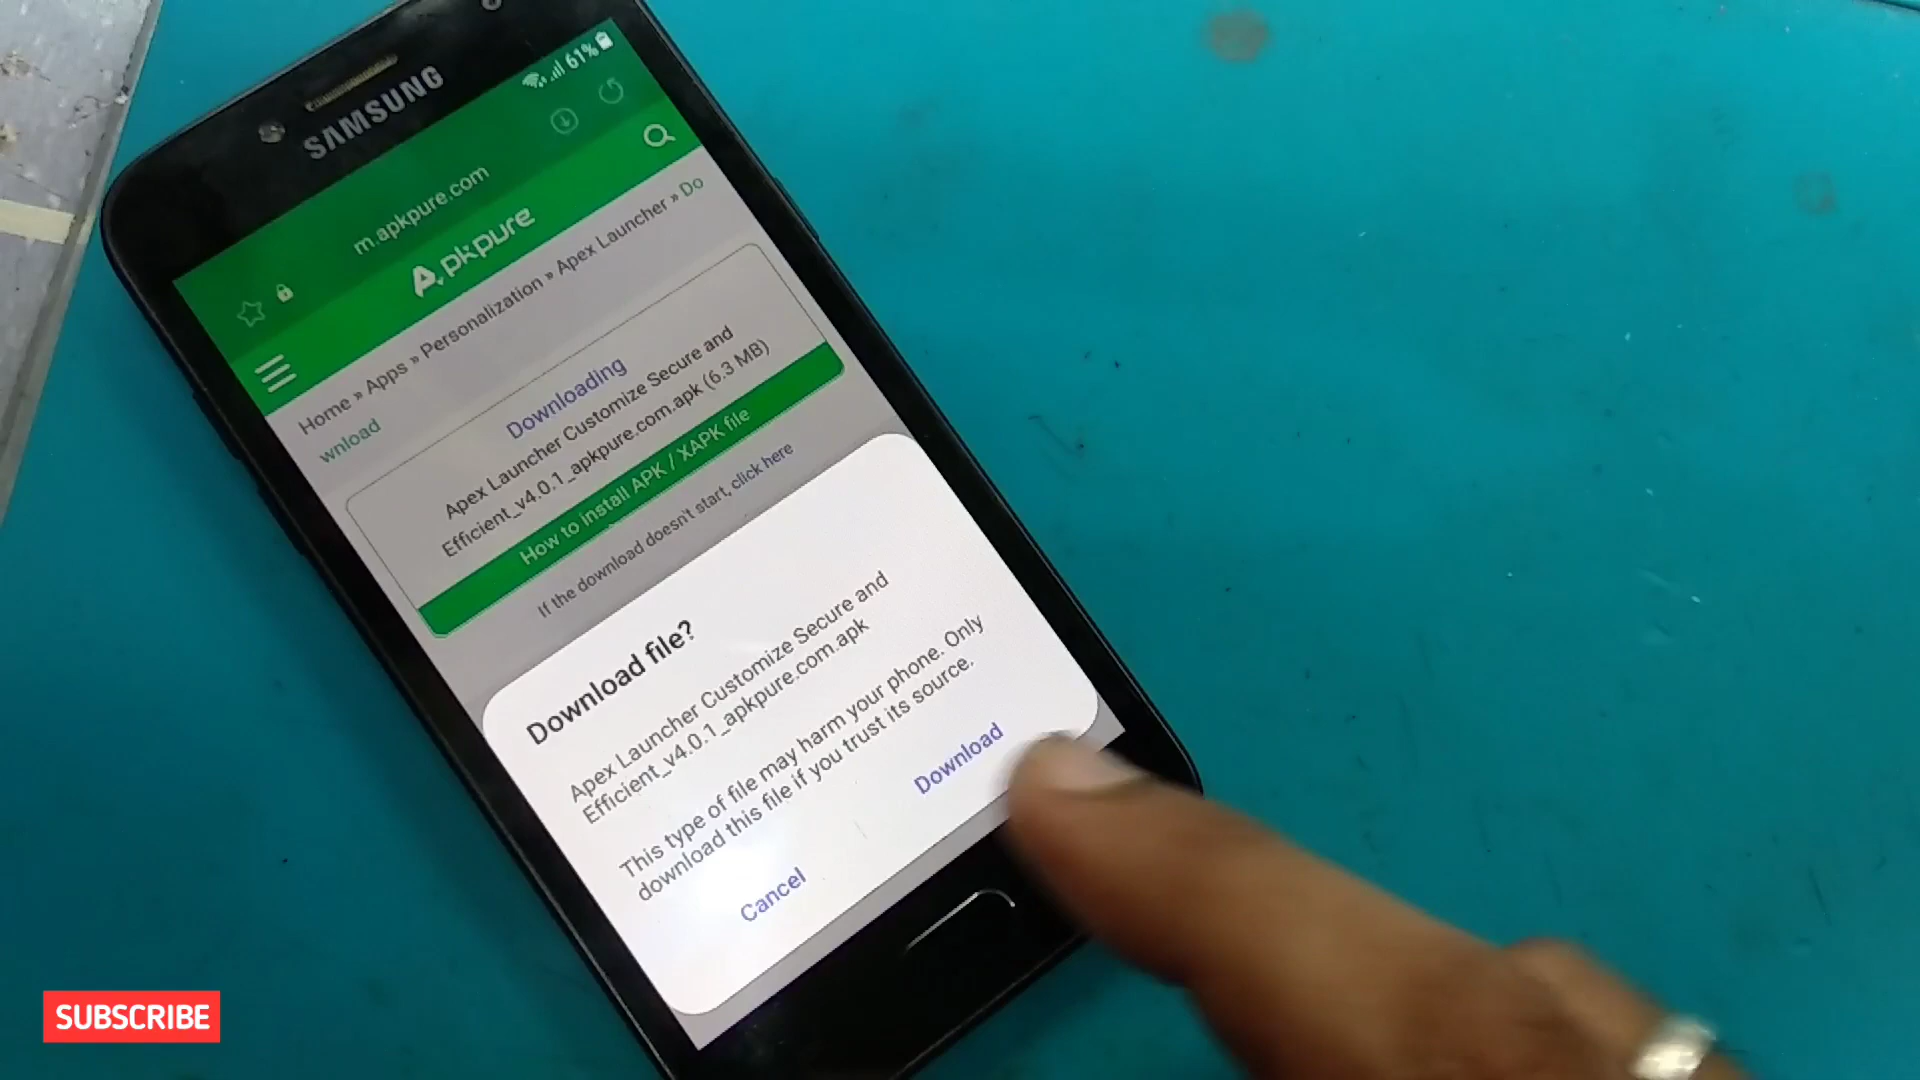 SAMSUNG
61%
m.apkpure.com
Apkpure
Home » Apps » Personalization » Apex Launcher » Do
wnload
Downloading
Apex Launcher Customize Secure and
Efficient_v4.0.1_apkpure.com.apk (6.3 MB)
How to install APK / XAPK file
If the download doesn't start, click here
Download file?
Apex Launcher Customize Secure and
Efficient_v4.0.1_apkpure.com.apk
This type of file may harm your phone. Only
download this file if you trust its source.
Cancel
Download
SUBSCRIBE